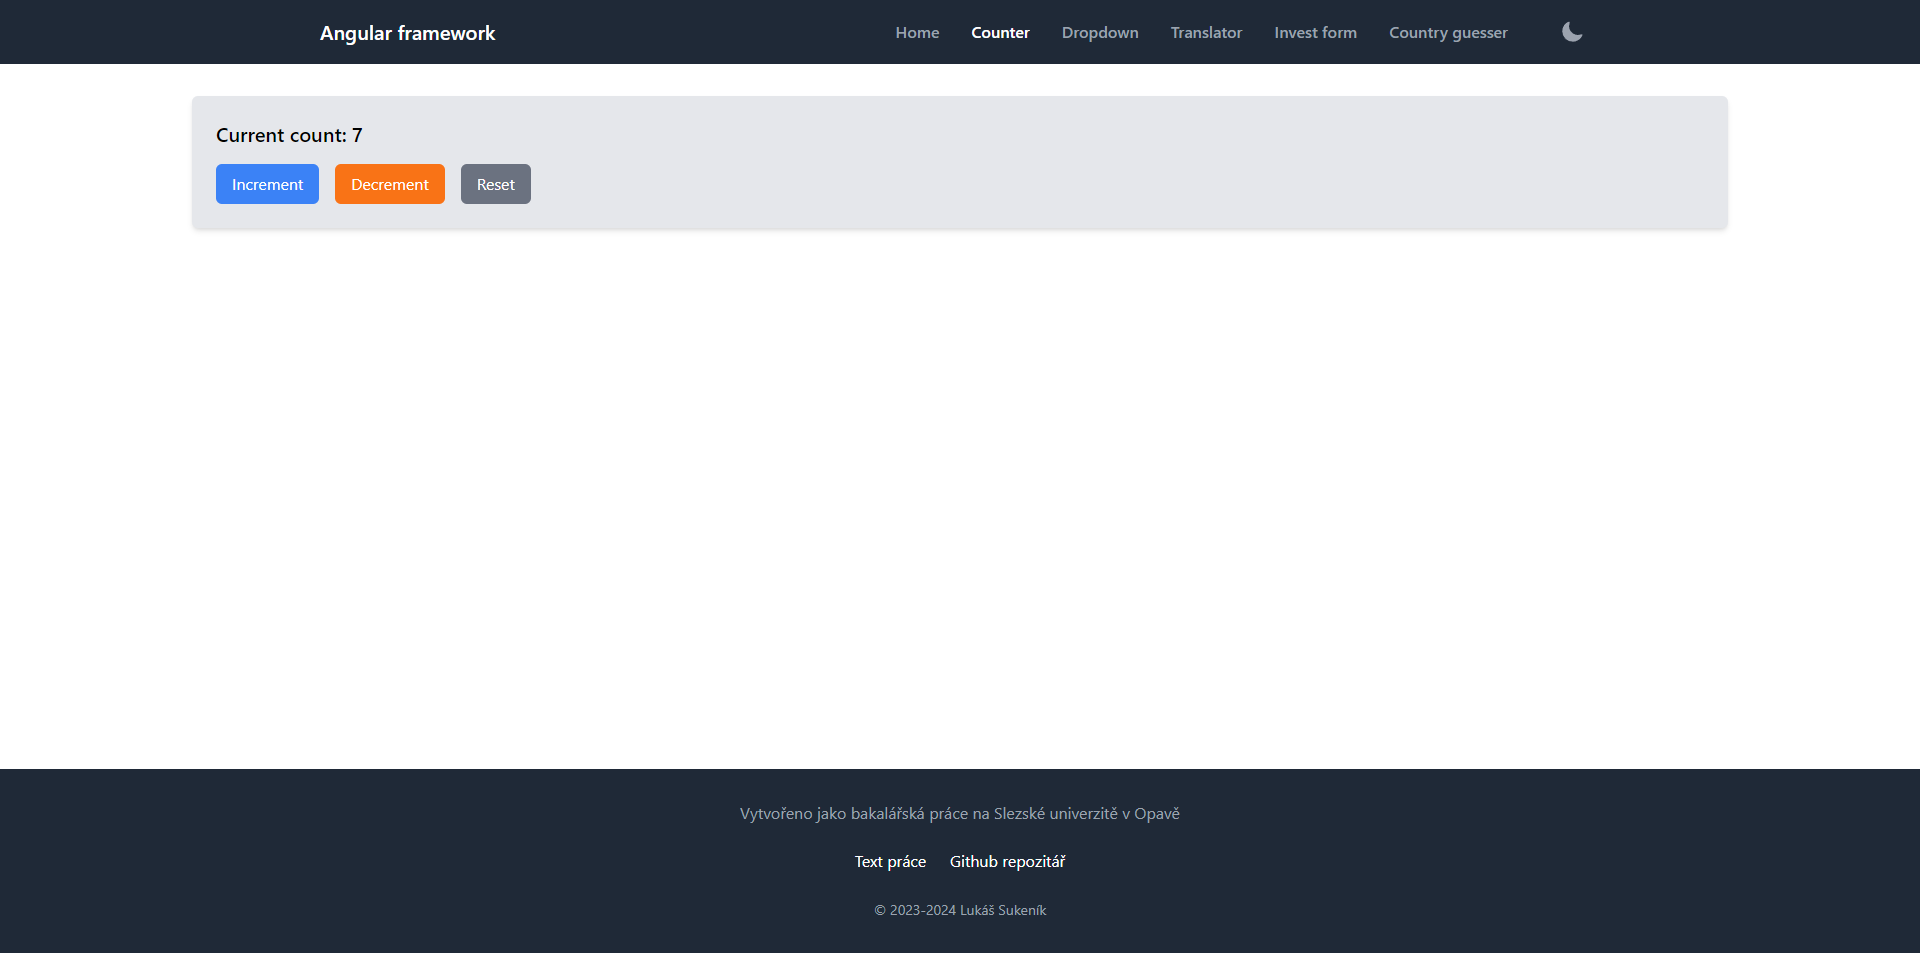 Angular framework Home Counter Dropdown Translator Invest form Country guesser
Current count: 7
Increment Decrement Reset
Vytvořeno jako bakalářská práce na Slezské univerzitě v Opavě
Text práce Github repozitář
© 2023-2024 Lukáš Sukeník